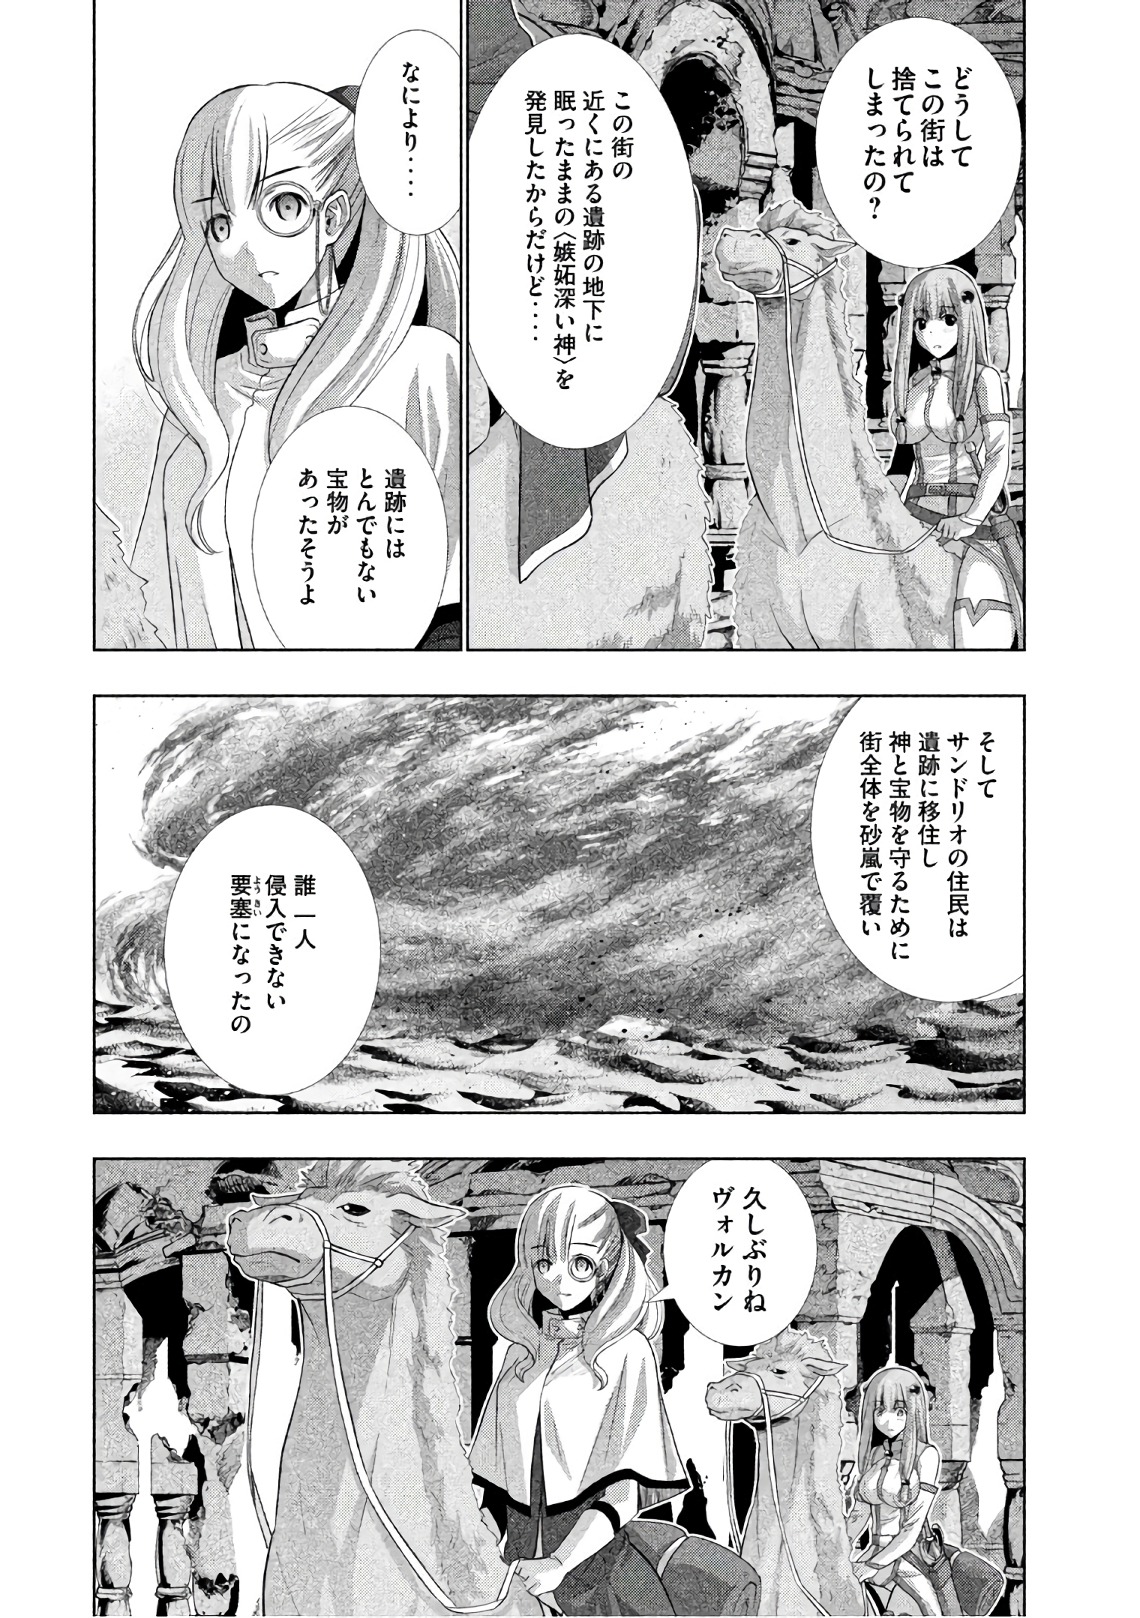 どうして
この街は
捨てられて
しまったの？
この街の
近くにある遺跡の地下に
眠ったままの〈嫉妬深い神〉を
発見したからだけど‥‥
なにより‥‥
遺跡には
とんでもない
宝物が
あったそうよ
そして
サンドリオの住民は
遺跡に移住し
神と宝物を守るために
街全体を砂嵐で覆い
誰一人
侵入できない
要塞になったの
ようさい
久しぶりね
ヴォルカン